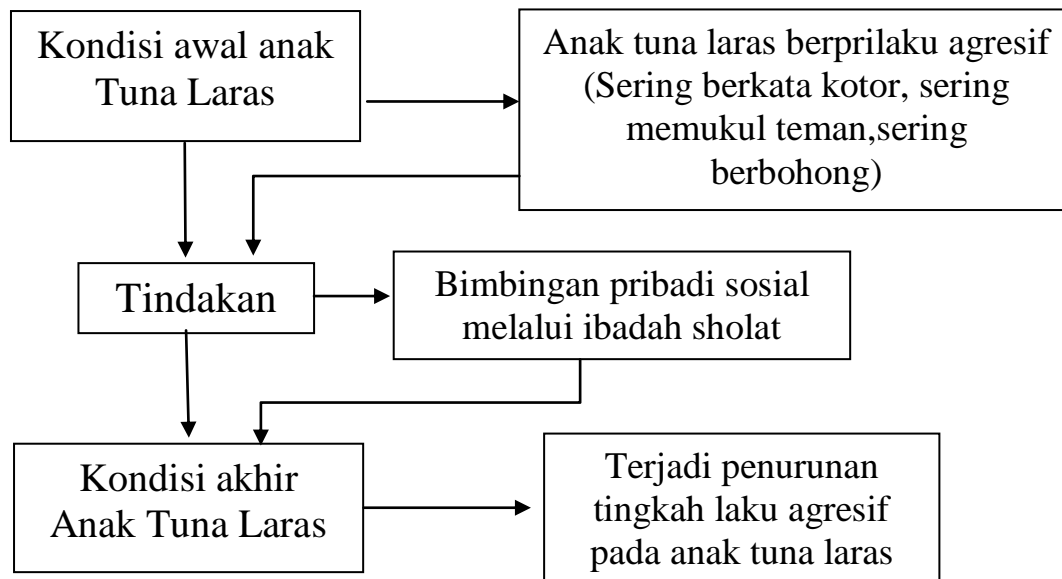 Kondisi awal anak
Tuna Laras
Anak tuna laras berprilaku agresif
(Sering berkata kotor, sering
memukul teman,sering
berbohong)
Tindakan
Bimbingan pribadi sosial
melalui ibadah sholat
Kondisi akhir
Anak Tuna Laras
Terjadi penurunan
tingkah laku agresif
pada anak tuna laras